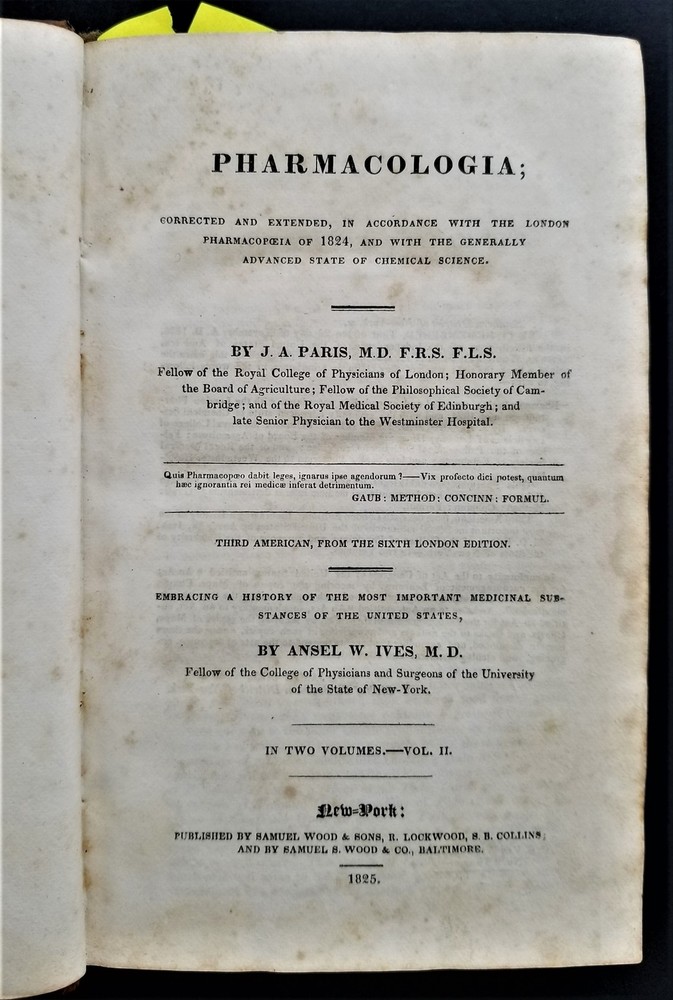 PHARMACOLOGIA;
CORRECTED AND EXTENDED, IN ACCORDANCE WITH THE LONDON
PHARMACOPŒIA OF 1824, AND WITH THE GENERALLY
ADVANCED STATE OF CHEMICAL SCIENCE.
BY J. A. PARIS, M.D. F.R.S. F.L.S.
Fellow of the Royal College of Physicians of London; Honorary Member of
the Board of Agriculture; Fellow of the Philosophical Society of Cam-
bridge; and of the Royal Medical Society of Edinburgh; and
late Senior Physician to the Westminster Hospital.
Quis Pharmacopœo dabit leges, ignarus ipse agendorum?——Vix profecto dici potest, quantum
hæc ignorantia rei medicæ inferat detrimentum.
GAUB: METHOD: CONCINN: FORMUL.
THIRD AMERICAN, FROM THE SIXTH LONDON EDITION.
EMBRACING A HISTORY OF THE MOST IMPORTANT MEDICINAL SUB-
STANCES OF THE UNITED STATES,
BY ANSEL W. IVES, M. D.
Fellow of the College of Physicians and Surgeons of the University
of the State of New-York.
IN TWO VOLUMES.—VOL. II.
New-York:
PUBLISHED BY SAMUEL WOOD & SONS, R. LOCKWOOD, S. B. COLLINS;
AND BY SAMUEL S. WOOD & CO., BALTIMORE.
1825.